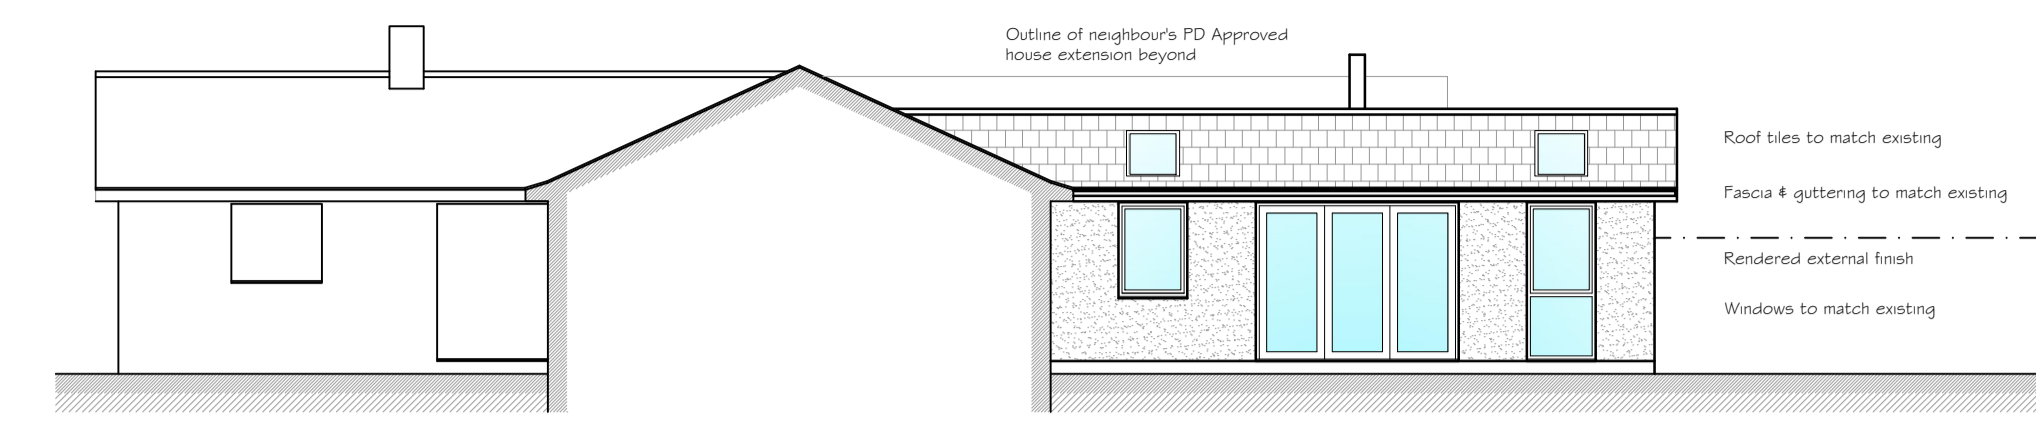 Outline of neighbour's PD Approved
house extension beyond
Roof tiles to match existing
Fascia & guttering to match existing
Rendered external finish
Windows to match existing